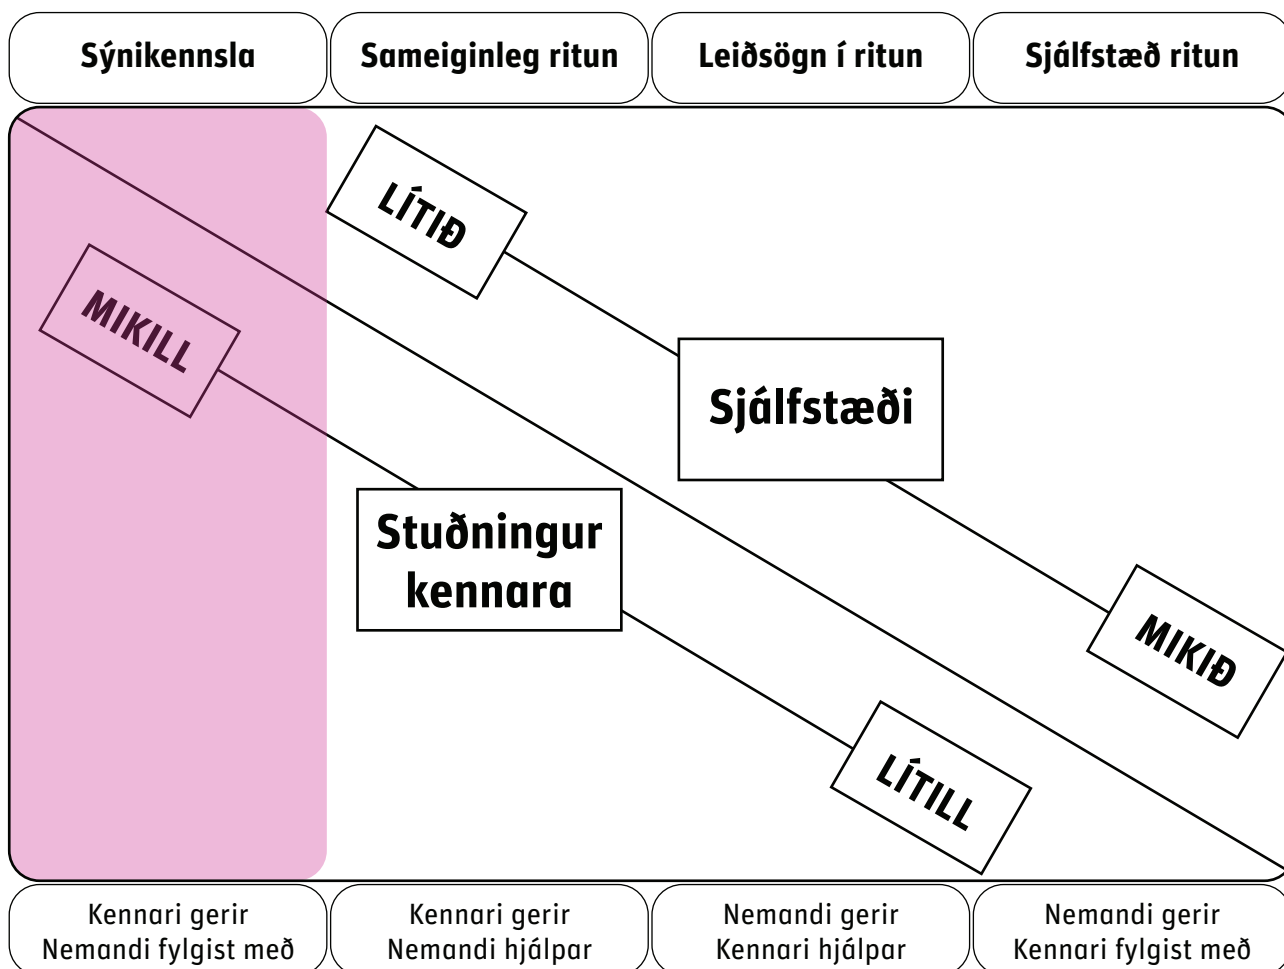 Sýnikennsla
Sameiginleg ritun
Leiðsögn í ritun
Sjálfstæð ritun
LÍTIÐ
MIKILL
Sjálfstæði
Stuðningur
kennara
MIKIÐ
LÍTILL
Kennari gerir
Nemandi fylgist með
Kennari gerir
Nemandi hjálpar
Nemandi gerir
Kennari hjálpar
Nemandi gerir
Kennari fylgist með